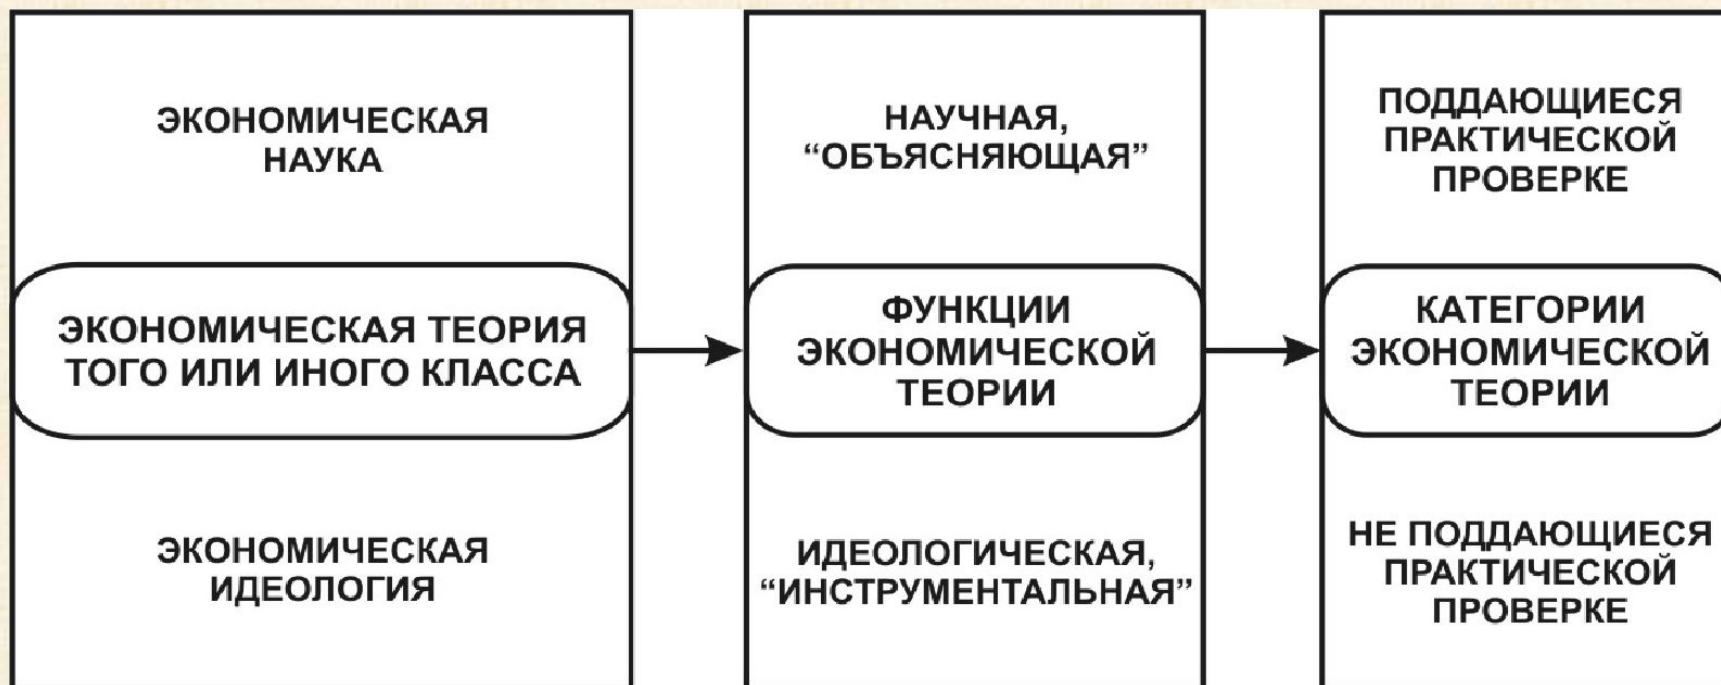 ЭКОНОМИЧЕСКАЯ
НАУКА
ЭКОНОМИЧЕСКАЯ ТЕОРИЯ
ТОГО ИЛИ ИНОГО КЛАССА
ЭКОНОМИЧЕСКАЯ
ИДЕОЛОГИЯ
НАУЧНАЯ,
“ОБЪЯСНЯЮЩАЯ”
ФУНКЦИИ
ЭКОНОМИЧЕСКОЙ
ТЕОРИИ
ИДЕОЛОГИЧЕСКАЯ,
“ИНСТРУМЕНТАЛЬНАЯ”
ПОДДАЮЩИЕСЯ
ПРАКТИЧЕСКОЙ
ПРОВЕРКЕ
КАТЕГОРИИ
ЭКОНОМИЧЕСКОЙ
ТЕОРИИ
НЕ ПОДДАЮЩИЕСЯ
ПРАКТИЧЕСКОЙ
ПРОВЕРКЕ